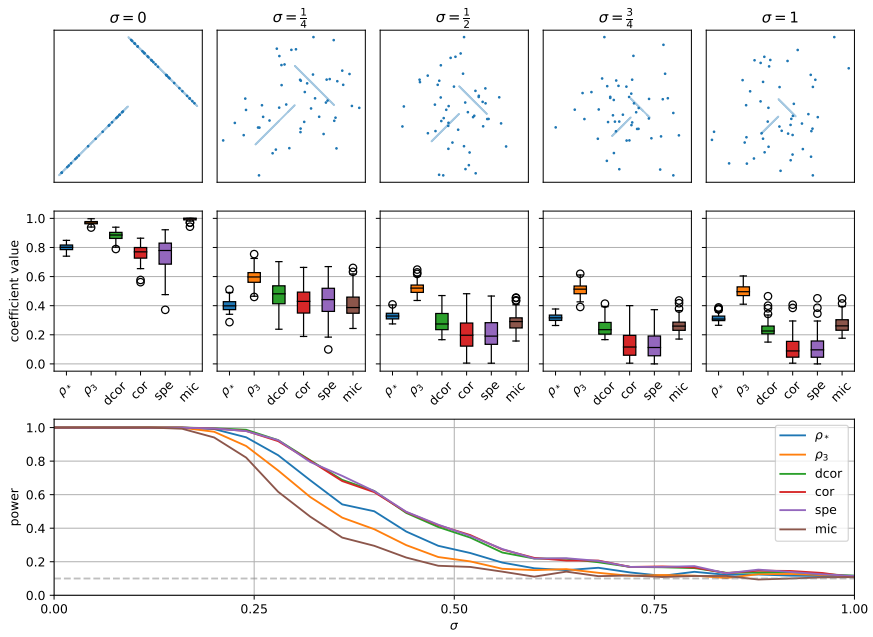 σ = 0
σ = 1/4
σ = 1/2
σ = 3/4
σ = 1
coefficient value
1.0
0.8
0.6
0.4
0.2
0.0
ρ* ρ3 dcor cor spe mic
ρ* ρ3 dcor cor spe mic
ρ* ρ3 dcor cor spe mic
ρ* ρ3 dcor cor spe mic
ρ* ρ3 dcor cor spe mic
power
1.0
0.8
0.6
0.4
0.2
0.0
ρ*
ρ3
dcor
cor
spe
mic
0.00 0.25 0.50 0.75 1.00
σ